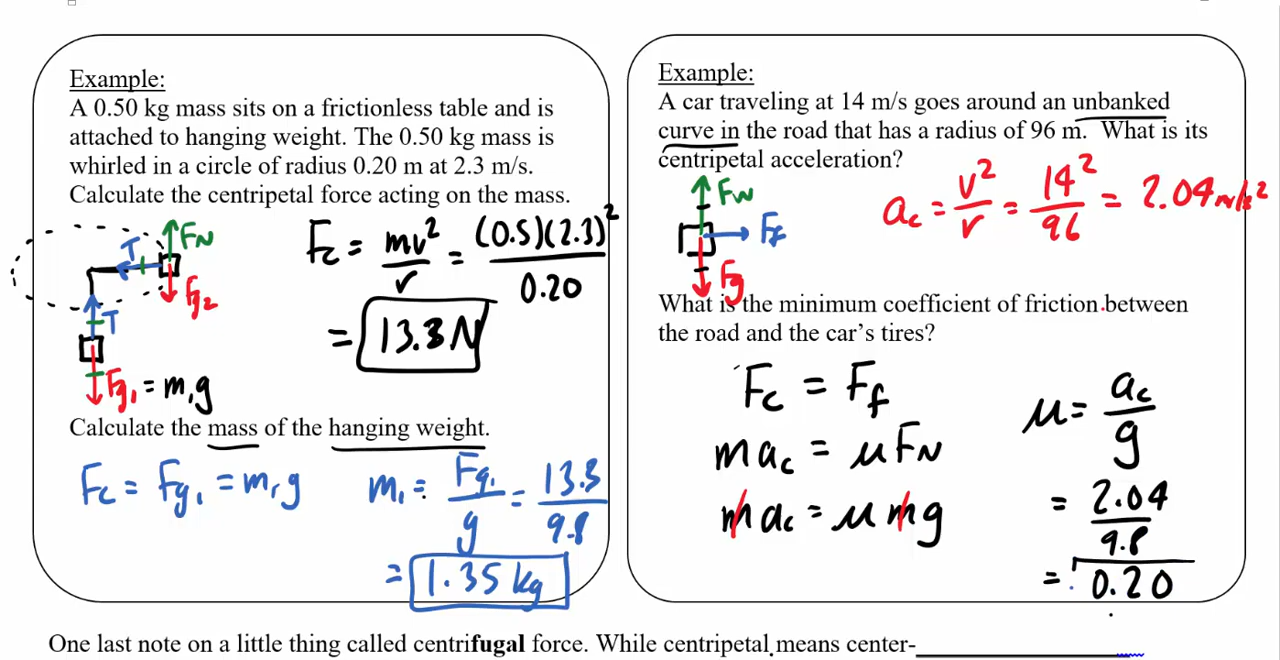 Example:
A 0.50 kg mass sits on a frictionless table and is
attached to hanging weight. The 0.50 kg mass is
whirled in a circle of radius 0.20 m at 2.3 m/s.
Calculate the centripetal force acting on the mass.
T FN
Fg2
T
Fg1 = m1g
Fc = mv²/r = (0.5)(2.3)²/0.20
= 13.3 N
Calculate the mass of the hanging weight.
Fc = Fg1 = m1g
m1 = Fg1/g = 13.3/9.8
= 1.35 kg
Example:
A car traveling at 14 m/s goes around an unbanked
curve in the road that has a radius of 96 m. What is its
centripetal acceleration?
FN
Ff
Fg
ac = v²/r = 14²/96 = 2.04 m/s²
What is the minimum coefficient of friction between
the road and the car's tires?
Fc = Ff
mac = μFN
mac = μmg
μ = ac/g
= 2.04/9.8
= 0.20
One last note on a little thing called centrifugal force. While centripetal means center-